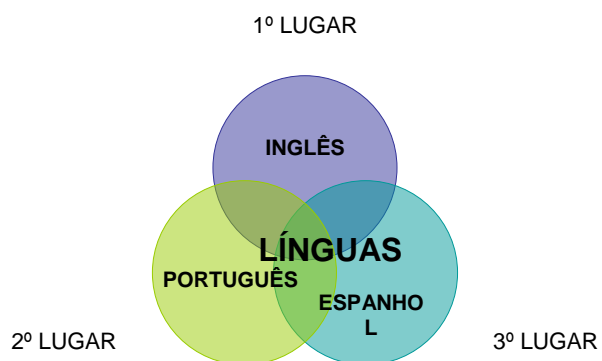 1º LUGAR
INGLÊS
LÍNGUAS
PORTUGUÊS
ESPANHO
L
2º LUGAR
3º LUGAR